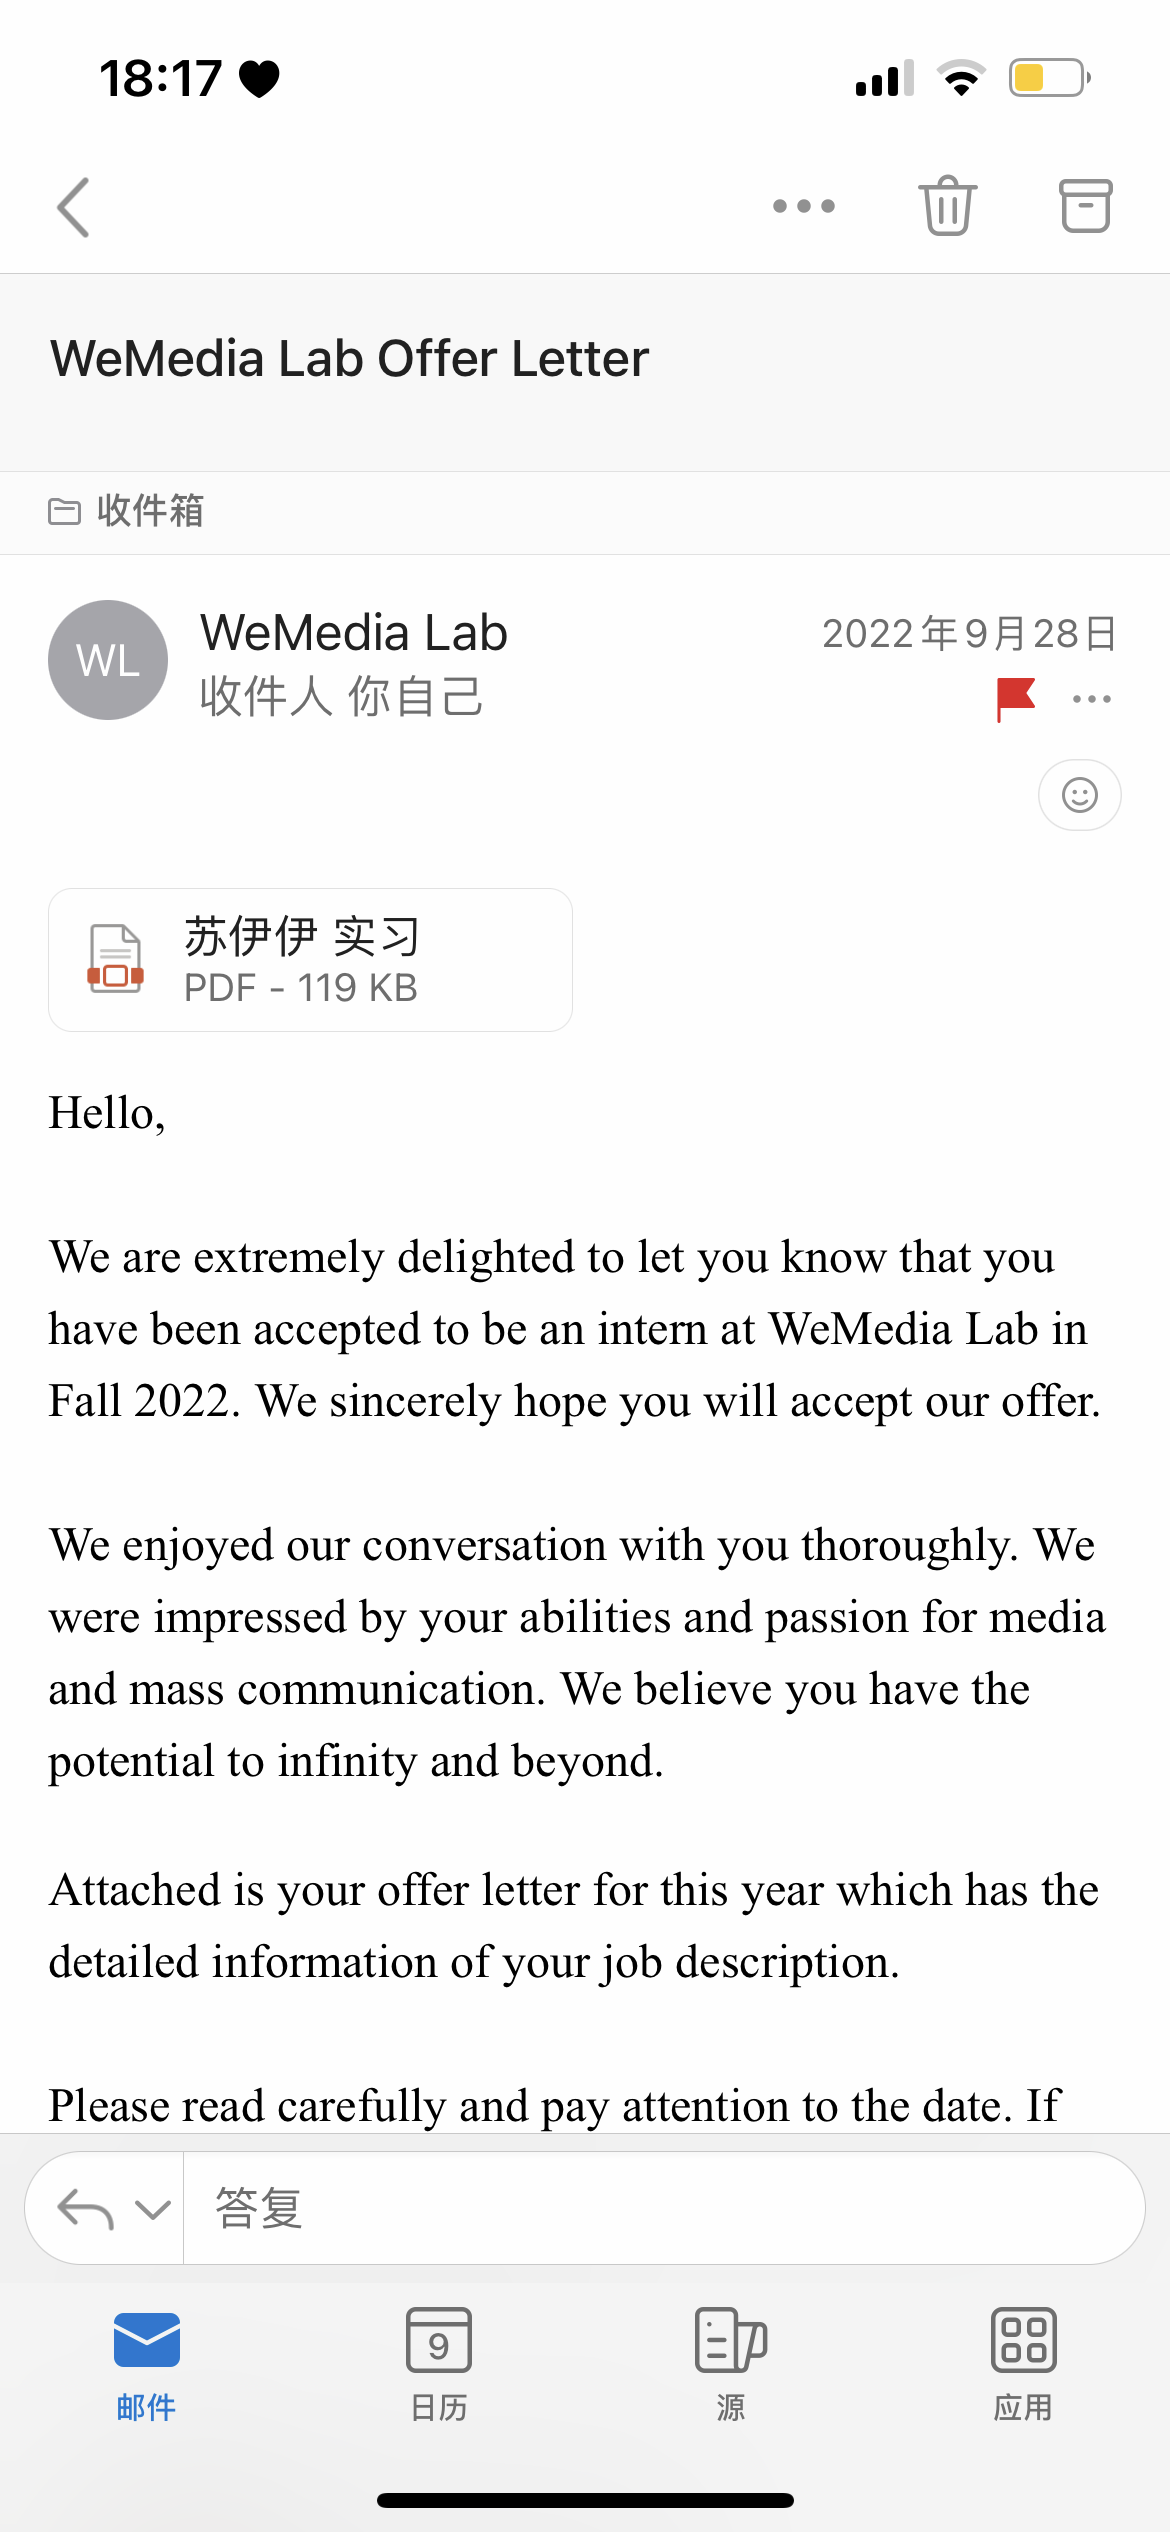 18:17
WeMedia Lab Offer Letter
收件箱
WL
WeMedia Lab
2022年9月28日
收件人 你自己
苏伊伊 实习
PDF - 119 KB
Hello,
We are extremely delighted to let you know that you
have been accepted to be an intern at WeMedia Lab in
Fall 2022. We sincerely hope you will accept our offer.
We enjoyed our conversation with you thoroughly. We
were impressed by your abilities and passion for media
and mass communication. We believe you have the
potential to infinity and beyond.
Attached is your offer letter for this year which has the
detailed information of your job description.
Please read carefully and pay attention to the date. If
答复
9
邮件
日历
源
应用